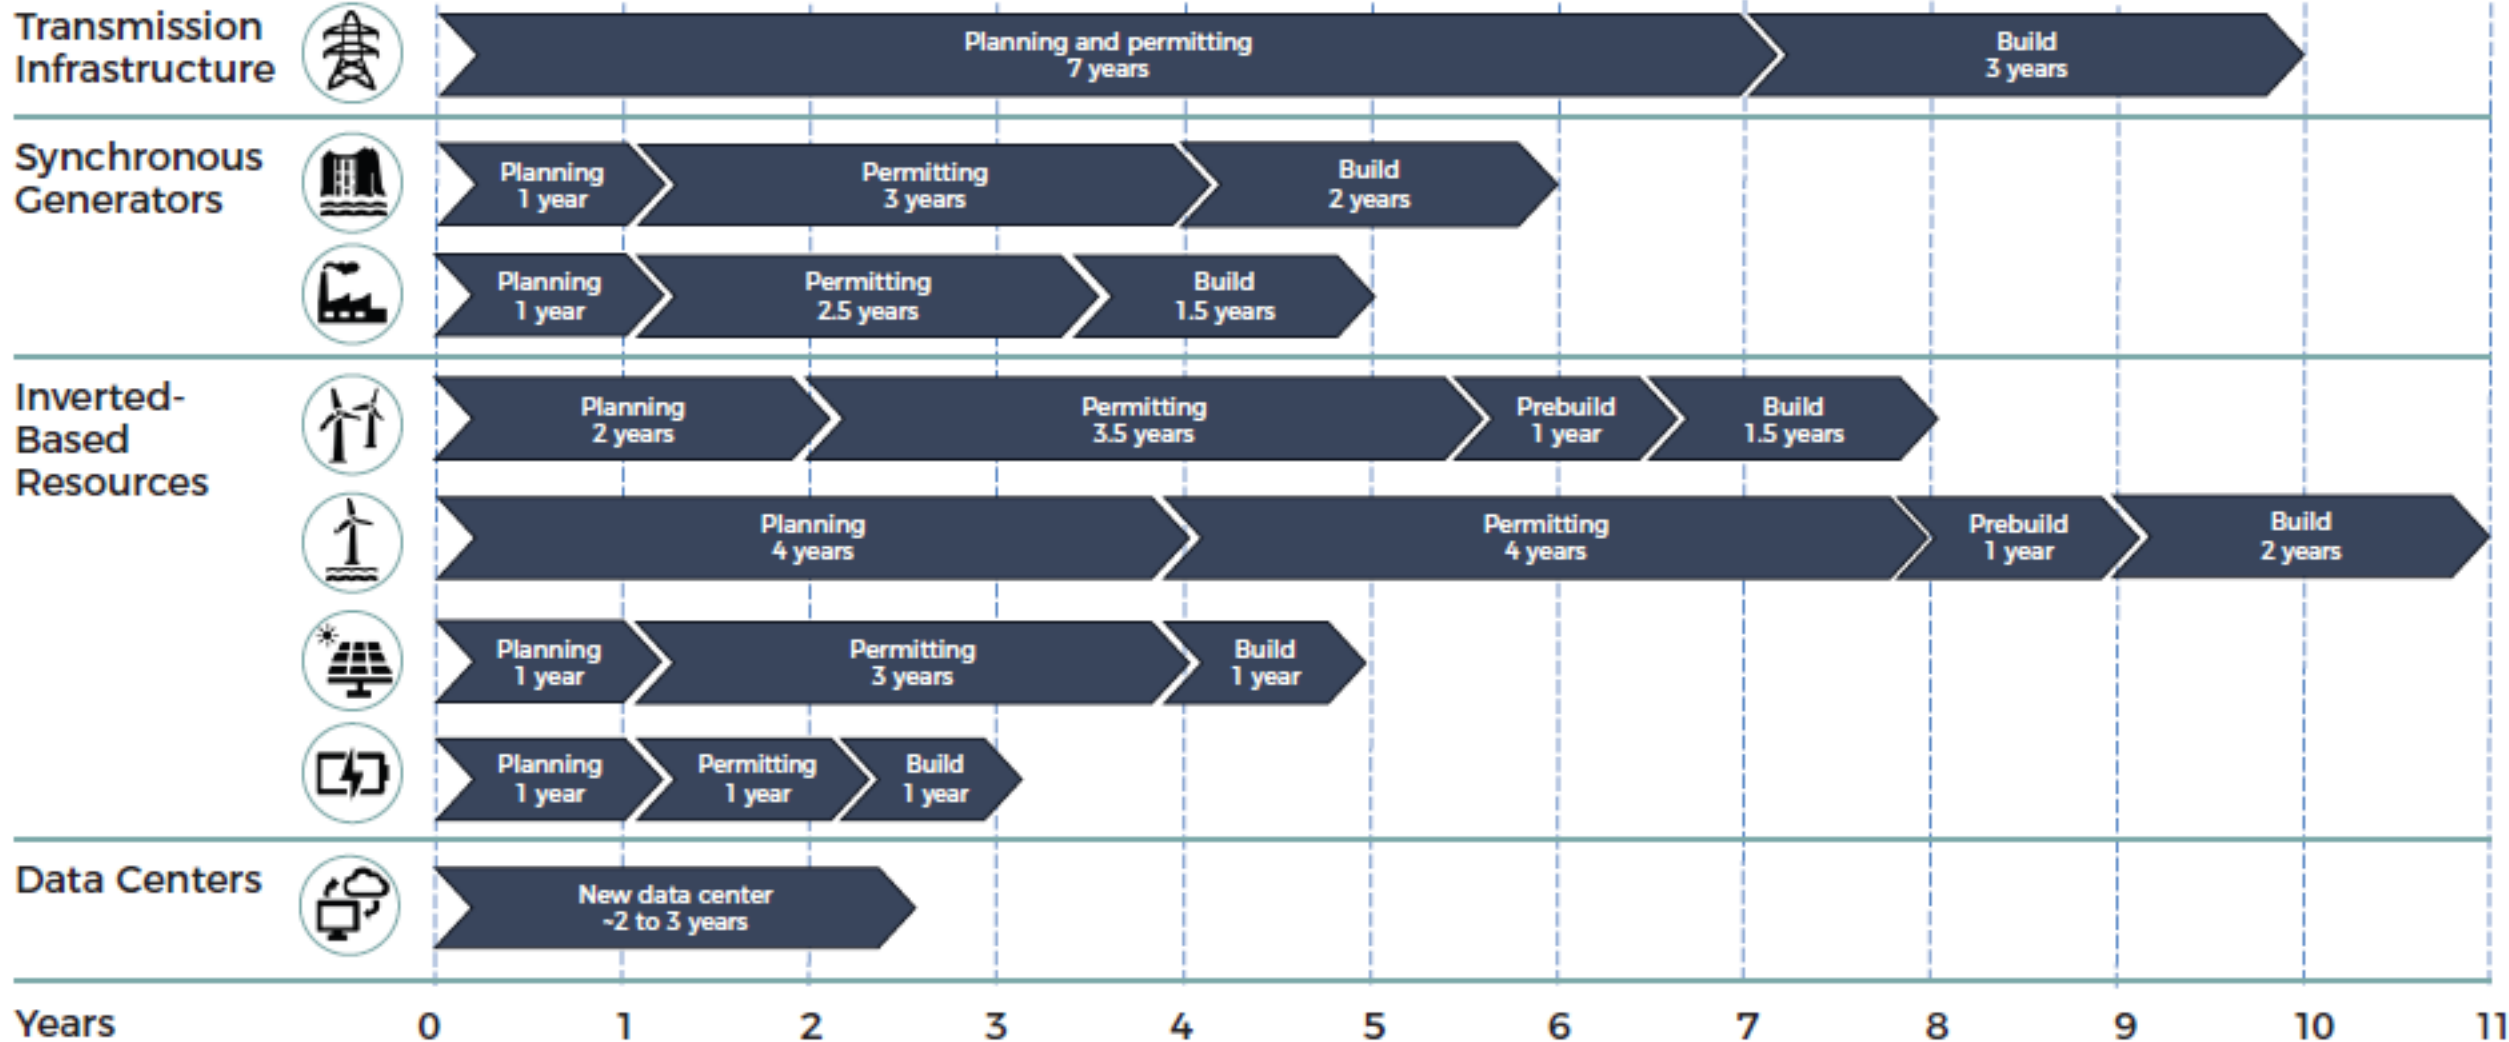 Transmission
Infrastructure
Planning and permitting
7 years
Build
3 years
Synchronous
Generators
Planning
1 year
Permitting
3 years
Build
2 years
Planning
1 year
Permitting
2.5 years
Build
1.5 years
Inverted-
Based
Resources
Planning
2 years
Permitting
3.5 years
Prebuild
1 year
Build
1.5 years
Planning
4 years
Permitting
4 years
Prebuild
1 year
Build
2 years
Planning
1 year
Permitting
3 years
Build
1 year
Planning
1 year
Permitting
1 year
Build
1 year
Data Centers
New data center
~2 to 3 years
Years 0 1 2 3 4 5 6 7 8 9 10 11